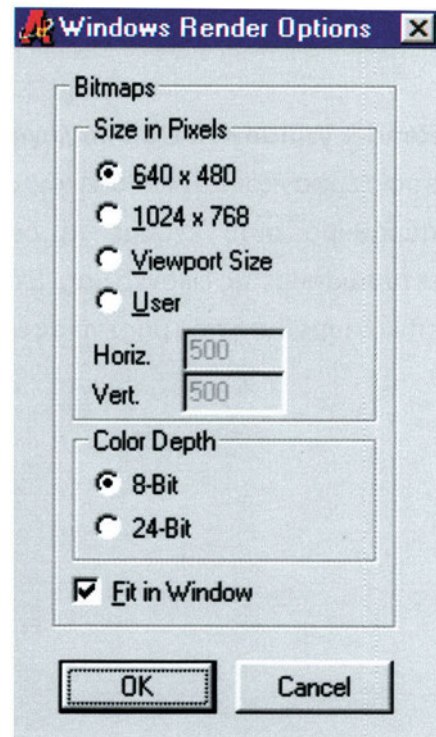 Windows Render Options
Bitmaps
Size in Pixels
640 x 480
1024 x 768
Viewport Size
User
Horiz. 500
Vert. 500
Color Depth
8-Bit
24-Bit
Fit in Window
OK Cancel